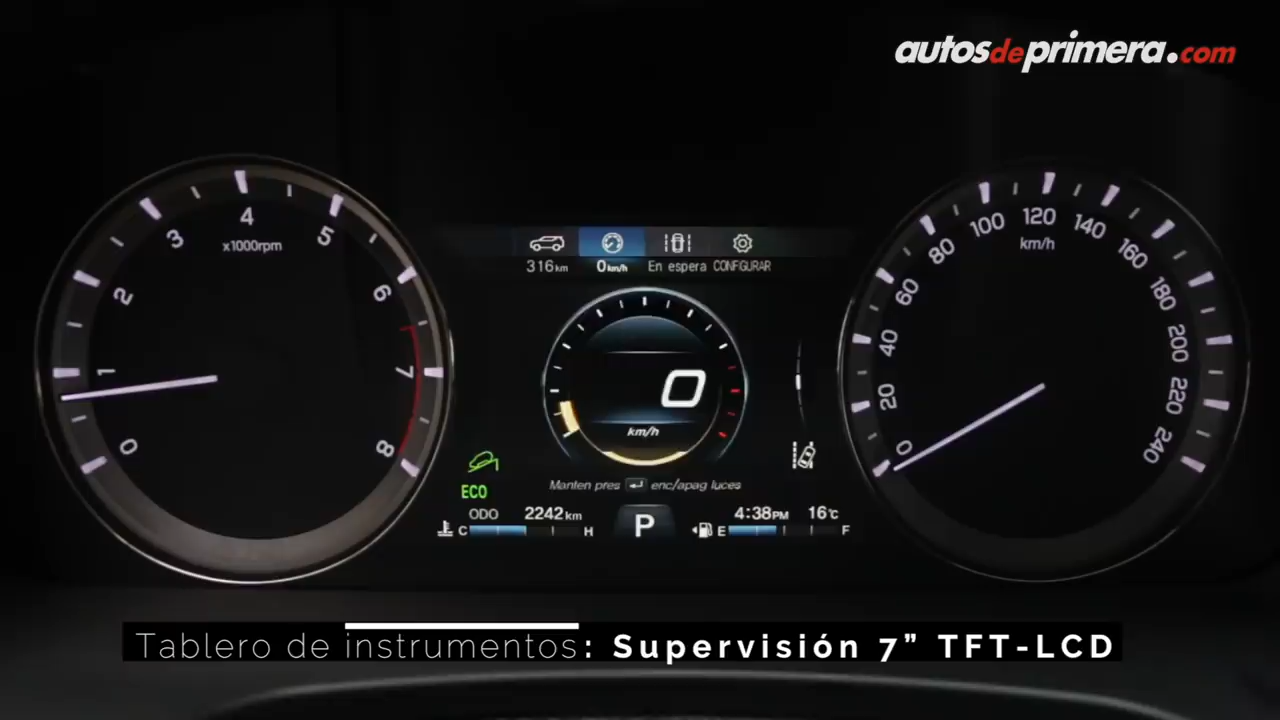 autosdeprimera.com
0 1 2 3 4 5 6 7 8
x1000rpm
316km 0km/h En espera CONFIGURAR
0
km/h
Manten pres enc/apag luces
ECO
ODO 2242km
C H
P
4:38PM 16°C
E F
0 20 40 60 80 100 120 140 160 180 200 220 240
km/h
Tablero de instrumentos: Supervisión 7” TFT-LCD